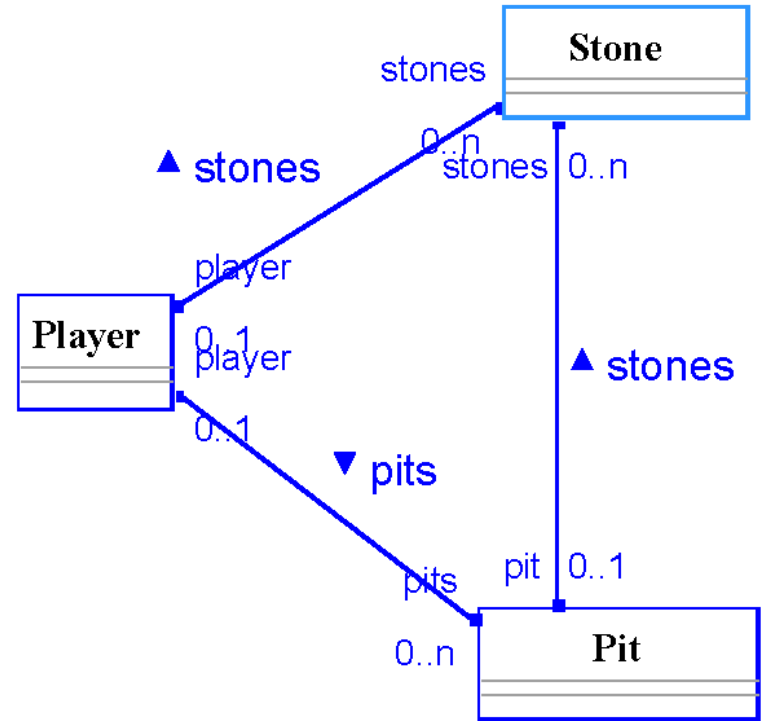 Stone
stones
0..n
stones 0..n
▲ stones
player
Player
0..1
player
0..1
▲ stones
▼ pits
pit 0..1
pits
0..n
Pit